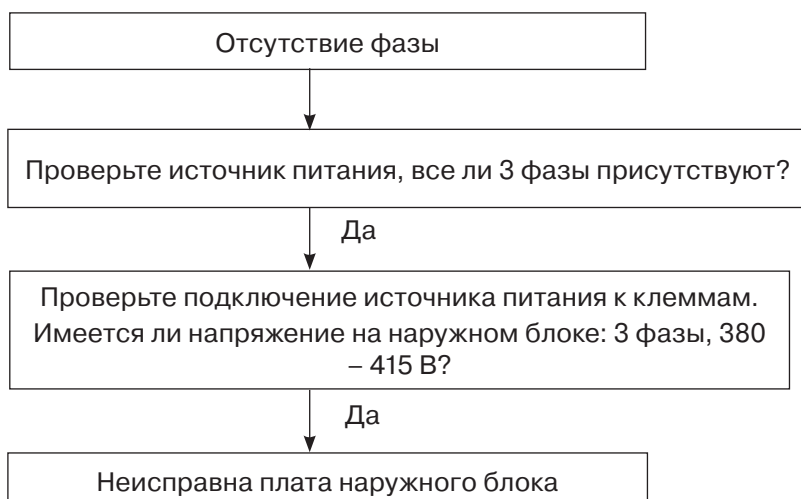 Отсутствие фазы
Проверьте источник питания, все ли 3 фазы присутствуют?
Да
Проверьте подключение источника питания к клеммам.
Имеется ли напряжение на наружном блоке: 3 фазы, 380
– 415 В?
Да
Неисправна плата наружного блока